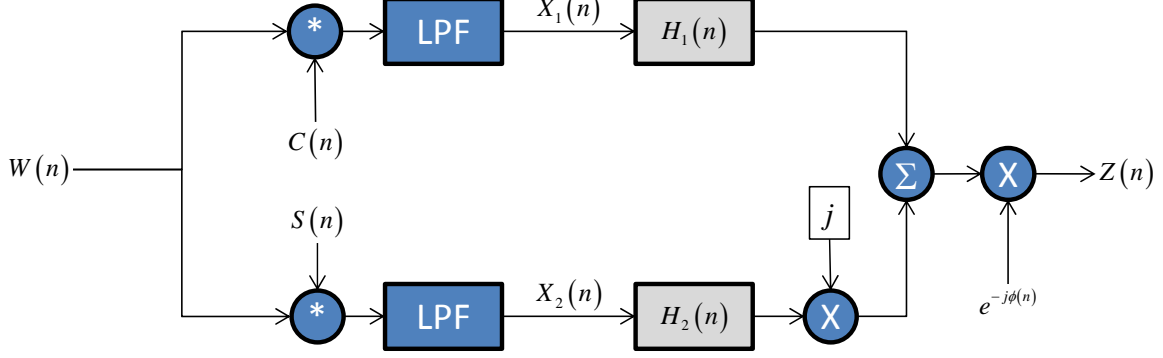 *
LPF
X₁(n)
H₁(n)
C(n)
W(n)
Σ
X
Z(n)
S(n)
j
*
LPF
X₂(n)
H₂(n)
X
e^{-jϕ(n)}